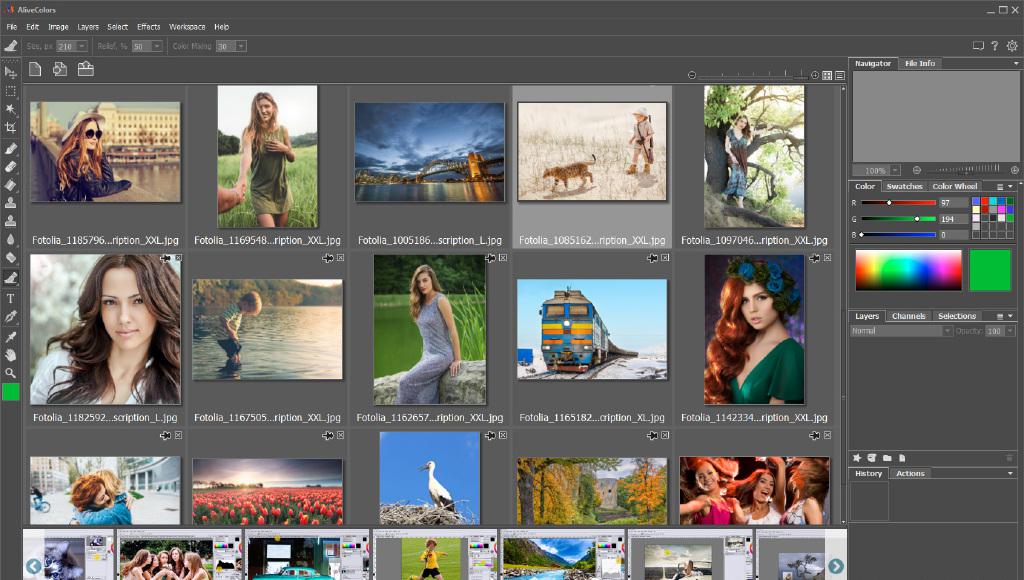 AliveColors
File Edit Image Layers Select Effects Workspace Help
Size, px 210 Relief, % 50 Color Mixing 30
Navigator File Info
100%
Color Swatches Color Wheel
R 97
G 194
B 0
Fotolia_1185796...ription_XXL.jpg Fotolia_1169548...ription_XXL.jpg Fotolia_1005186...scription_L.jpg Fotolia_1085162...ription_XXL.jpg Fotolia_1097046...ription_XXL.jpg
Layers Channels Selections
Normal Opacity: 100
Fotolia_1182592...scription_L.jpg Fotolia_1167505...ription_XXL.jpg Fotolia_1162657...ription_XXL.jpg Fotolia_1165182...cription_XL.jpg Fotolia_1142334...ription_XXL.jpg
History Actions